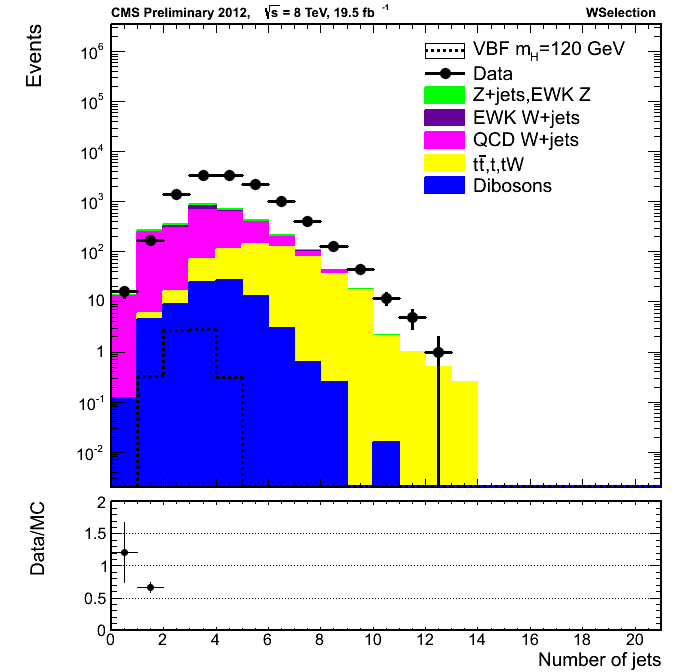 CMS Preliminary 2012, √s = 8 TeV, 19.5 fb⁻¹ WSelection
Events
VBF m_H=120 GeV
Data
Z+jets,EWK Z
EWK W+jets
QCD W+jets
tt̄,t,tW
Dibosons
10⁶
10⁵
10⁴
10³
10²
10
1
10⁻¹
10⁻²
Data/MC
2
1.5
1
0.5
0
0 2 4 6 8 10 12 14 16 18 20
Number of jets